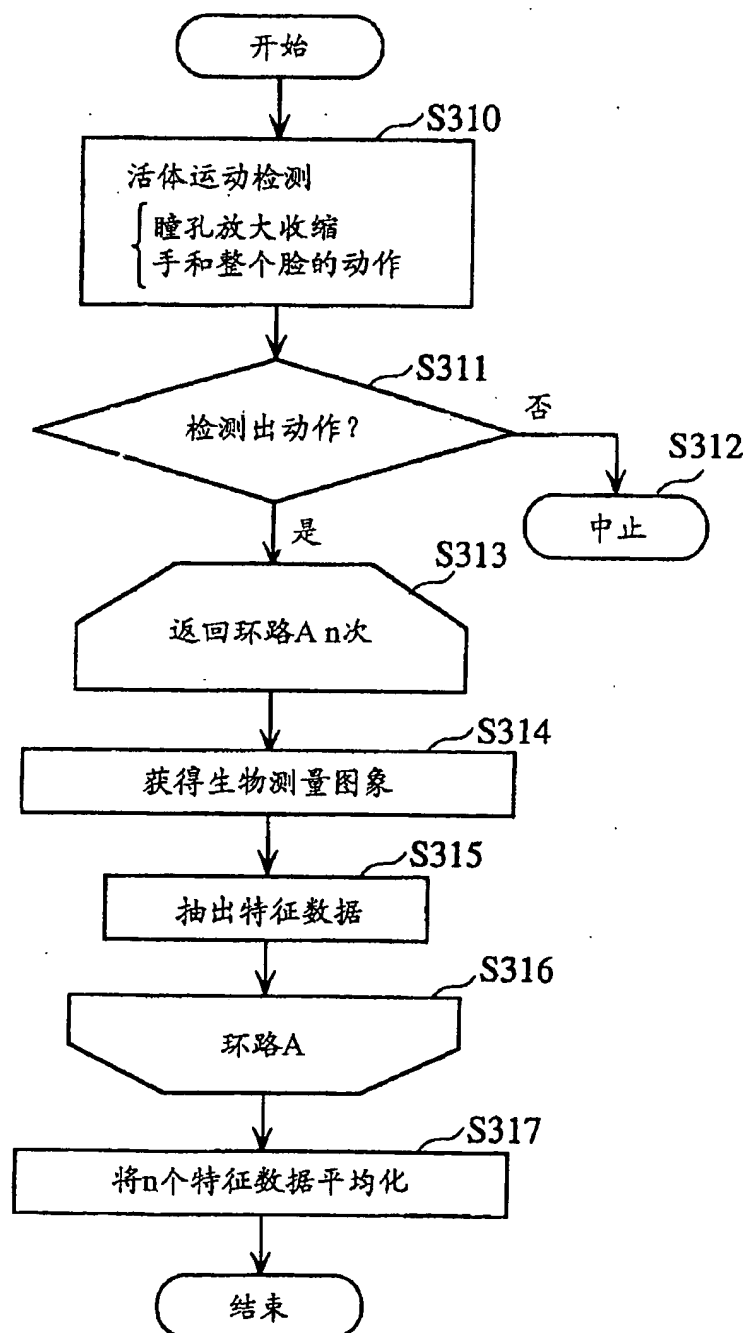 开始
S310
活体运动检测
瞳孔放大收缩
手和整个脸的动作
S311
检测出动作?
否
S312
中止
是
S313
返回环路A n次
S314
获得生物测量图象
S315
抽出特征数据
S316
环路A
S317
将n个特征数据平均化
结束